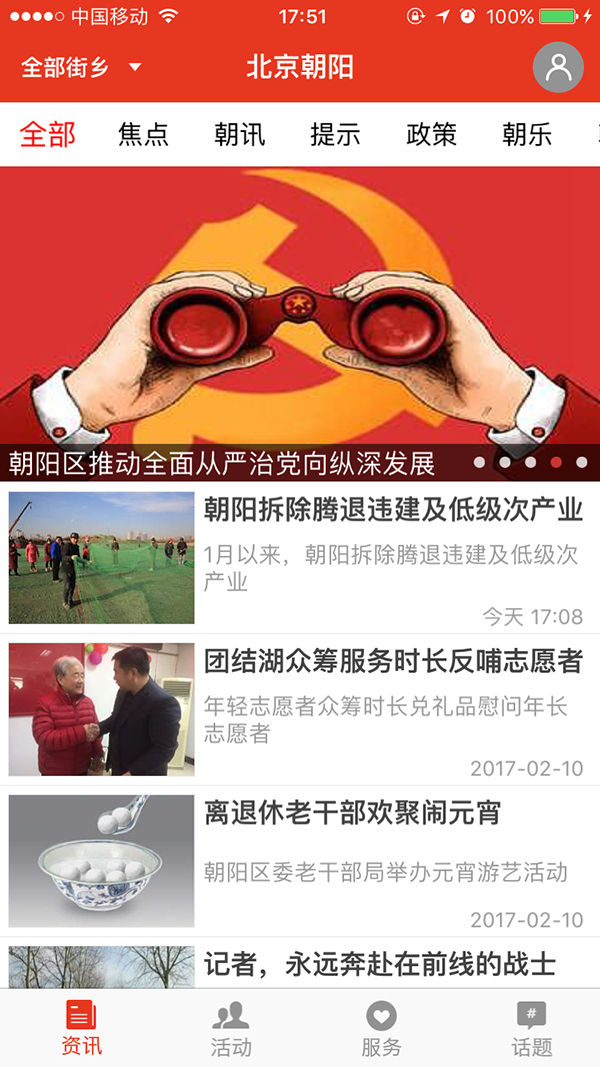 中国移动
17:51
100%
全部街乡
北京朝阳
全部 焦点 朝讯 提示 政策 朝乐
朝阳区推动全面从严治党向纵深发展
朝阳拆除腾退违建及低级次产业
1月以来，朝阳拆除腾退违建及低级次
产业
今天 17:08
团结湖众筹服务时长反哺志愿者
年轻志愿者众筹时长兑礼品慰问年长
志愿者
2017-02-10
离退休老干部欢聚闹元宵
朝阳区委老干部局举办元宵游艺活动
2017-02-10
记者，永远奔赴在前线的战士
资讯 活动 服务 话题